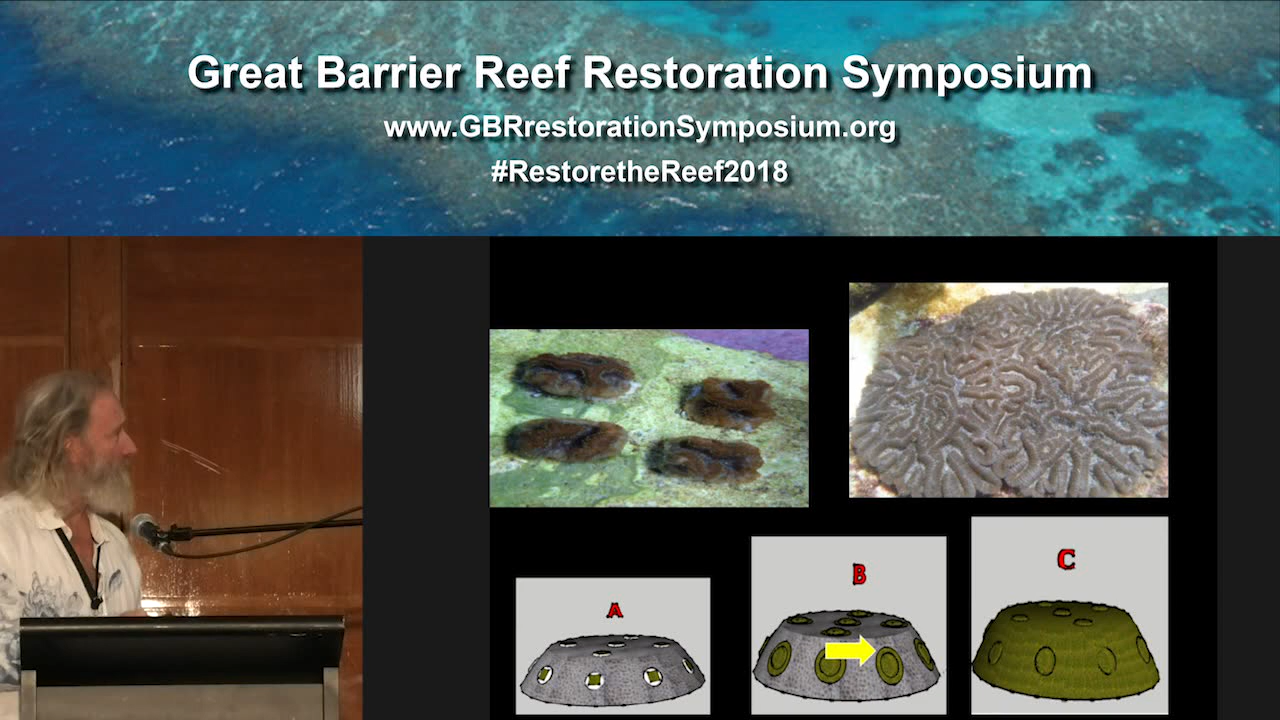 Great Barrier Reef Restoration Symposium
www.GBRrestorationSymposium.org
#RestoretheReef2018
A
B
C